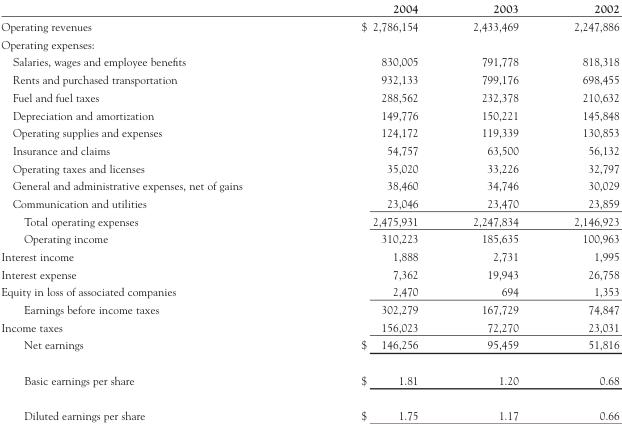 2004 2003 2002
Operating revenues $ 2,786,154 2,433,469 2,247,886
Operating expenses:
Salaries, wages and employee benefits 830,005 791,778 818,318
Rents and purchased transportation 932,133 799,176 698,455
Fuel and fuel taxes 288,562 232,378 210,632
Depreciation and amortization 149,776 150,221 145,848
Operating supplies and expenses 124,172 119,339 130,853
Insurance and claims 54,757 63,500 56,132
Operating taxes and licenses 35,020 33,226 32,797
General and administrative expenses, net of gains 38,460 34,746 30,029
Communication and utilities 23,046 23,470 23,859
Total operating expenses 2,475,931 2,247,834 2,146,923
Operating income 310,223 185,635 100,963
Interest income 1,888 2,731 1,995
Interest expense 7,362 19,943 26,758
Equity in loss of associated companies 2,470 694 1,353
Earnings before income taxes 302,279 167,729 74,847
Income taxes 156,023 72,270 23,031
Net earnings $ 146,256 95,459 51,816
Basic earnings per share $ 1.81 1.20 0.68
Diluted earnings per share $ 1.75 1.17 0.66